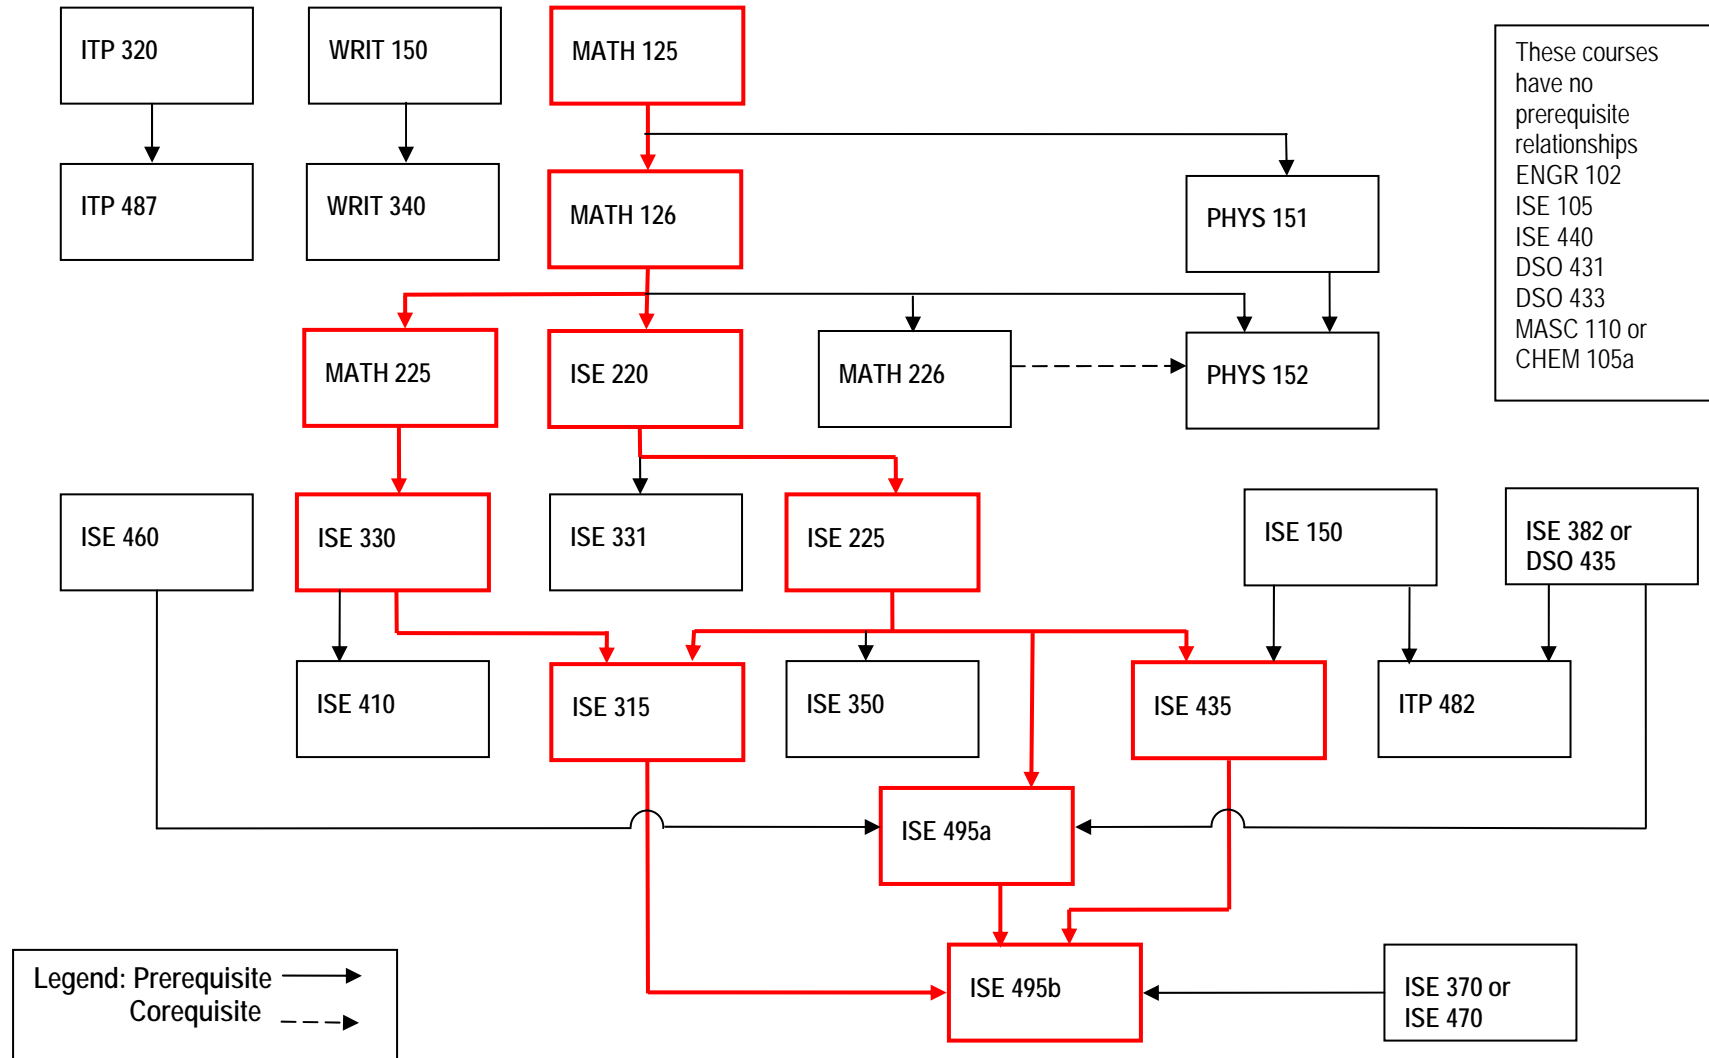 ITP 320
WRIT 150
MATH 125
These courses
have no
prerequisite
relationships
ENGR 102
ISE 105
ISE 440
DSO 431
DSO 433
MASC 110 or
CHEM 105a
ITP 487
WRIT 340
MATH 126
PHYS 151
MATH 225
ISE 220
MATH 226
PHYS 152
ISE 460
ISE 330
ISE 331
ISE 225
ISE 150
ISE 382 or
DSO 435
ISE 410
ISE 315
ISE 350
ISE 435
ITP 482
ISE 495a
ISE 495b
ISE 370 or
ISE 470
Legend: Prerequisite
Corequisite